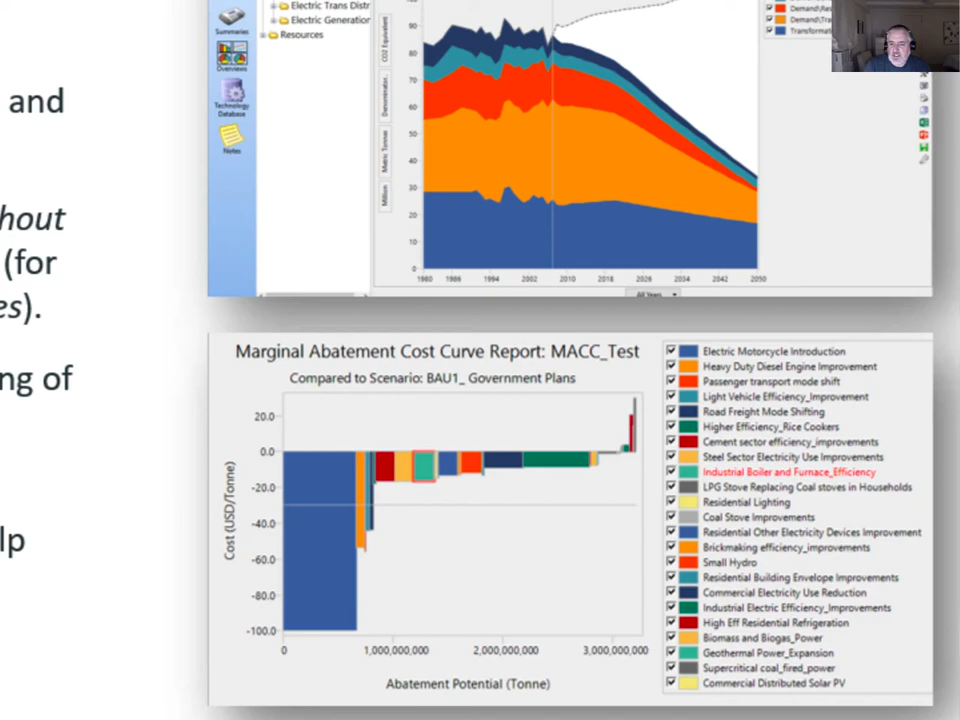 and
hout
(for
es).
ng of
lp
Summaries
Overviews
Technology
Database
Notes
Electric Trans Distr
Electric Generation
Resources
CO2 Equivalent
Denominator...
Metric Tonnes
Million
90
80
70
60
50
40
30
20
10
0
1980 1986 1994 2002 2010 2018 2026 2034 2042 2050
All Years
Demand\Res
Demand\Tra
Transformat
Marginal Abatement Cost Curve Report: MACC_Test
Compared to Scenario: BAU1_ Government Plans
Cost (USD/Tonne)
20.0
0.0
-20.0
-40.0
-60.0
-80.0
-100.0
0 1,000,000,000 2,000,000,000 3,000,000,000
Abatement Potential (Tonne)
Electric Motorcycle Introduction
Heavy Duty Diesel Engine Improvement
Passenger transport mode shift
Light Vehicle Efficiency_Improvement
Road Freight Mode Shifting
Higher Efficiency_Rice Cookers
Cement sector efficiency_improvements
Steel Sector Electricity Use Improvements
Industrial Boiler and Furnace_Efficiency
LPG Stove Replacing Coal stoves in Households
Residential Lighting
Coal Stove Improvements
Residential Other Electricity Devices Improvement
Brickmaking efficiency_improvements
Small Hydro
Residential Building Envelope Improvements
Commercial Electricity Use Reduction
Industrial Electric Efficiency_Improvements
High Eff Residential Refrigeration
Biomass and Biogas_Power
Geothermal Power_Expansion
Supercritical coal_fired_power
Commercial Distributed Solar PV